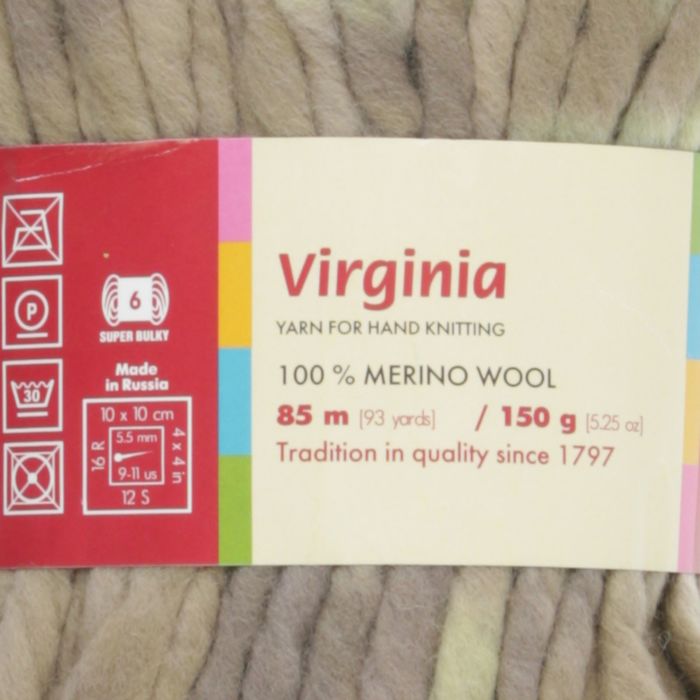 P
30
6
SUPER BULKY
Made
in Russia
10 x 10 cm
16 R
5.5 mm
9-11 us
4 x 4 in
12 S
Virginia
YARN FOR HAND KNITTING
100 % MERINO WOOL
85 m [93 yards] / 150 g [5.25 oz]
Tradition in quality since 1797